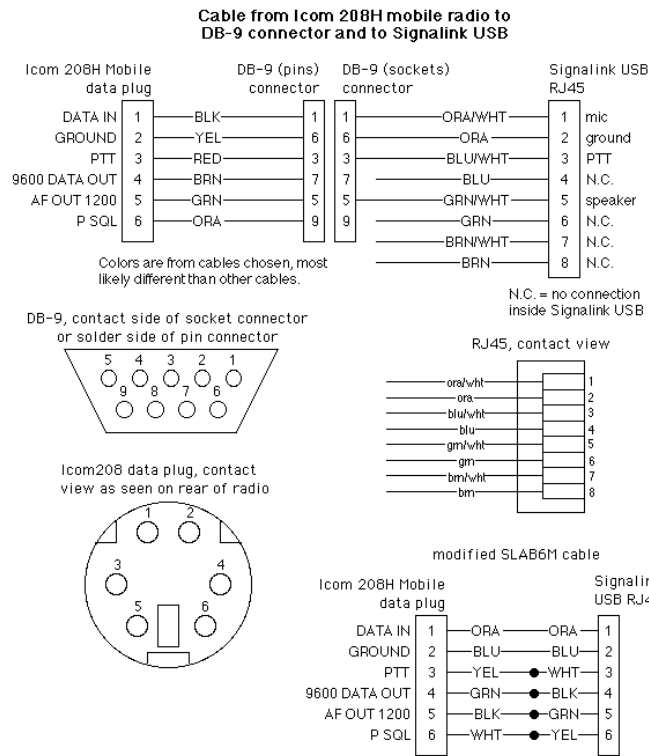 Cable from Icom 208H mobile radio to
DB-9 connector and to Signalink USB
Icom 208H Mobile
data plug
DB-9 (pins)
connector
DB-9 (sockets)
connector
Signalink USB
RJ45
DATA IN 1 BLK 1 1 ORA/WHT 1 mic
GROUND 2 YEL 6 6 ORA 2 ground
PTT 3 RED 3 3 BLU/WHT 3 PTT
9600 DATA OUT 4 BRN 7 7 BLU 4 N.C.
AF OUT 1200 5 GRN 5 5 GRN/WHT 5 speaker
P SQL 6 ORA 9 9 GRN 6 N.C.
BRN/WHT 7 N.C.
BRN 8 N.C.
Colors are from cables chosen, most
likely different than other cables.
N.C. = no connection
inside Signalink USB
DB-9, contact side of socket connector
or solder side of pin connector
5 4 3 2 1
9 8 7 6
RJ45, contact view
ora/wht 1
ora 2
blu/wht 3
blu 4
grn/wht 5
grn 6
brn/wht 7
brn 8
Icom208 data plug, contact
view as seen on rear of radio
1 2
3 4
5 6
modified SLAB6M cable
Icom 208H Mobile
data plug
Signalin
USB RJ4
DATA IN 1 ORA ORA 1
GROUND 2 BLU BLU 2
PTT 3 YEL WHT 3
9600 DATA OUT 4 GRN BLK 4
AF OUT 1200 5 BLK GRN 5
P SQL 6 WHT YEL 6